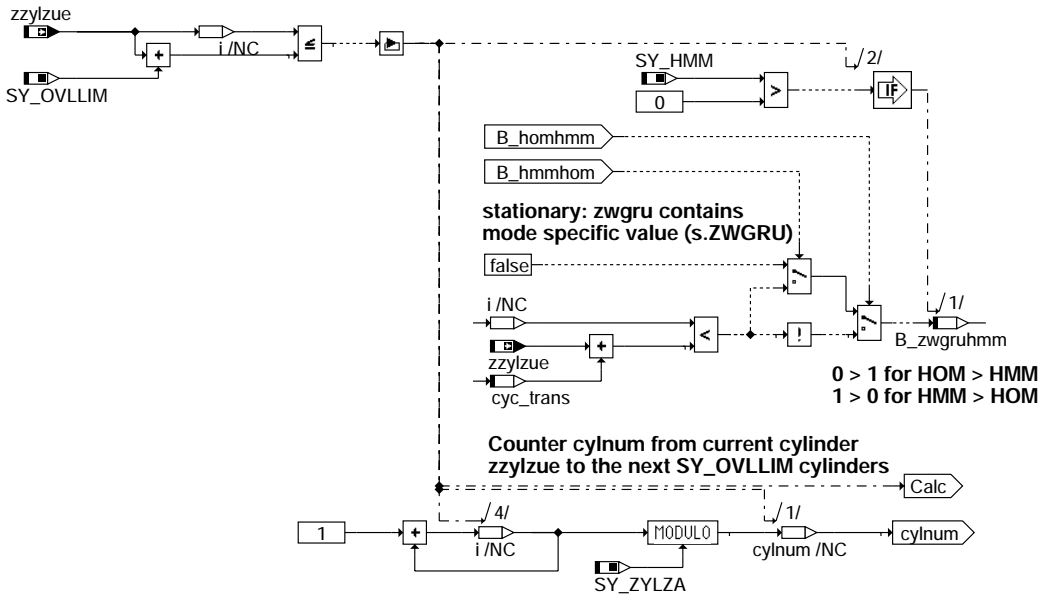 zzylzue
i /NC
+
≤
SY_OVLLIM
SY_HMM
0
>
/2/
IF
B_homhmm
B_hmmhom
stationary: zwgru contains
mode specific value (s.ZWGRU)
false
i /NC
<
!
/1/
zzylzue
+
B_zwgruhmm
cyc_trans
0 > 1 for HOM > HMM
1 > 0 for HMM > HOM
Counter cylnum from current cylinder
zzylzue to the next SY_OVLLIM cylinders
Calc
/4/
/1/
1
+
i /NC
MODULO
cylnum /NC
cylnum
SY_ZYLZA